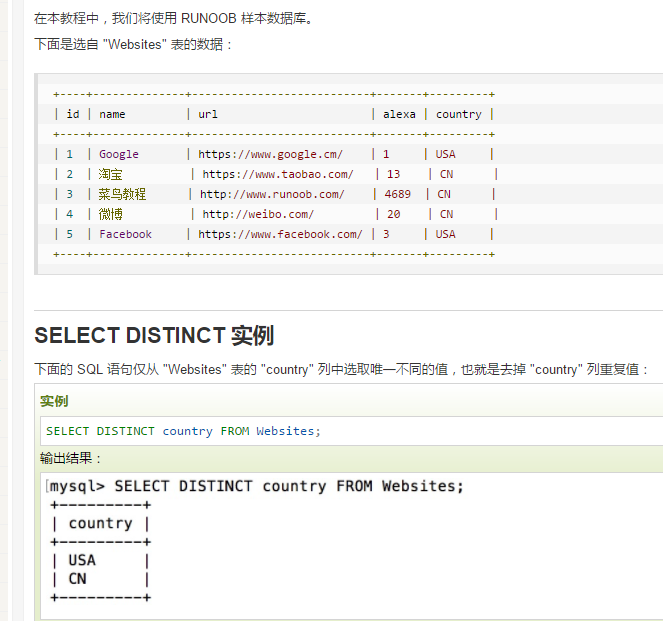 在本教程中，我们将使用 RUNOOB 样本数据库。
下面是选自 "Websites" 表的数据：
+----+--------------+---------------------------+-------+---------+
| id | name         | url                       | alexa | country |
+----+--------------+---------------------------+-------+---------+
| 1  | Google       | https://www.google.cm/    | 1     | USA     |
| 2  | 淘宝          | https://www.taobao.com/   | 13    | CN      |
| 3  | 菜鸟教程      | http://www.runoob.com/    | 4689  | CN      |
| 4  | 微博          | http://weibo.com/         | 20    | CN      |
| 5  | Facebook     | https://www.facebook.com/ | 3     | USA     |
+----+--------------+---------------------------+-------+---------+
SELECT DISTINCT 实例
下面的 SQL 语句仅从 "Websites" 表的 "country" 列中选取唯一不同的值，也就是去掉 "country" 列重复值：
实例
SELECT DISTINCT country FROM Websites;
输出结果：
mysql> SELECT DISTINCT country FROM Websites;
+---------+
| country |
+---------+
| USA     |
| CN      |
+---------+